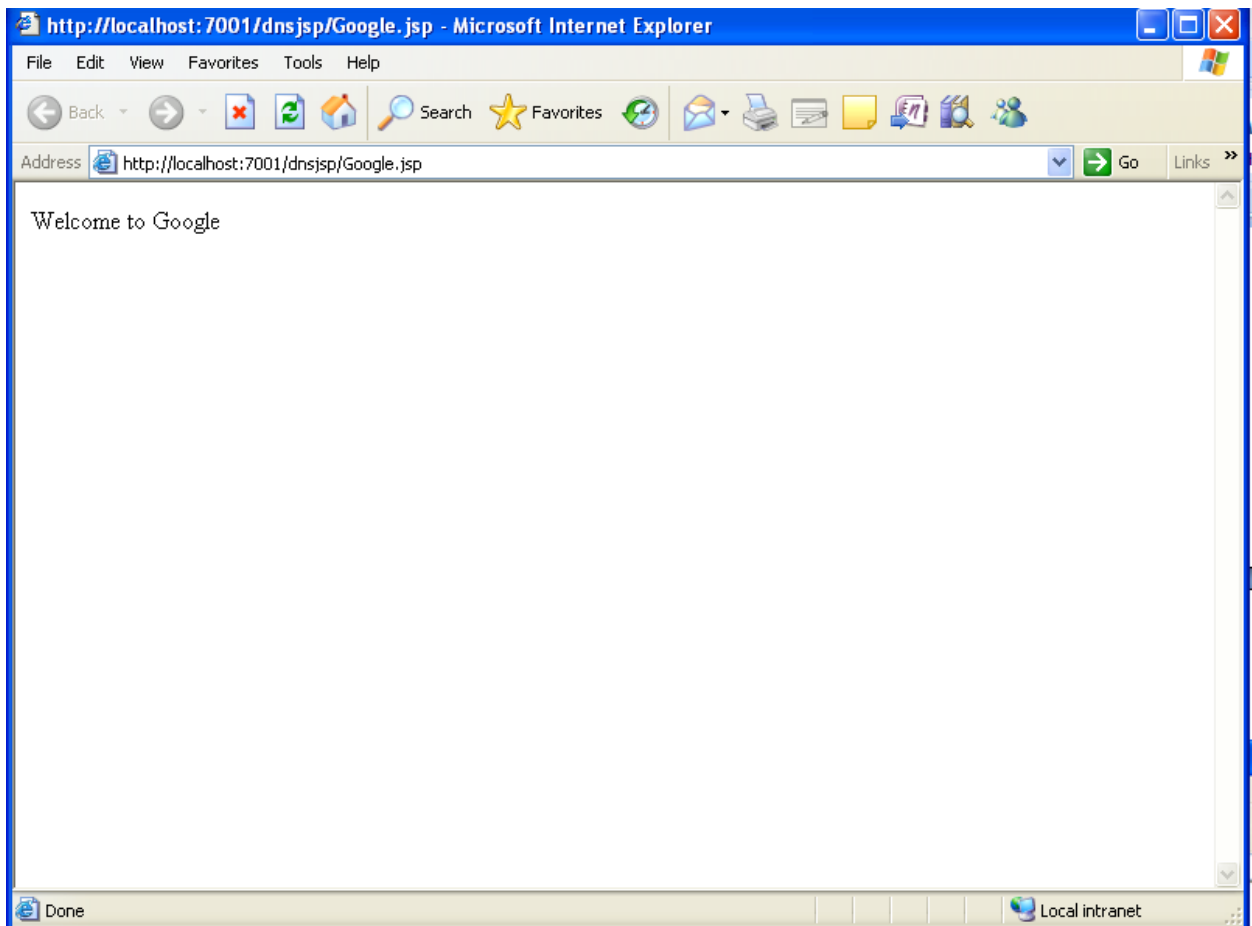 http://localhost:7001/dnsjsp/Google.jsp - Microsoft Internet Explorer
File Edit View Favorites Tools Help
Back Search Favorites
Address http://localhost:7001/dnsjsp/Google.jsp Go Links »
Welcome to Google
Done Local intranet